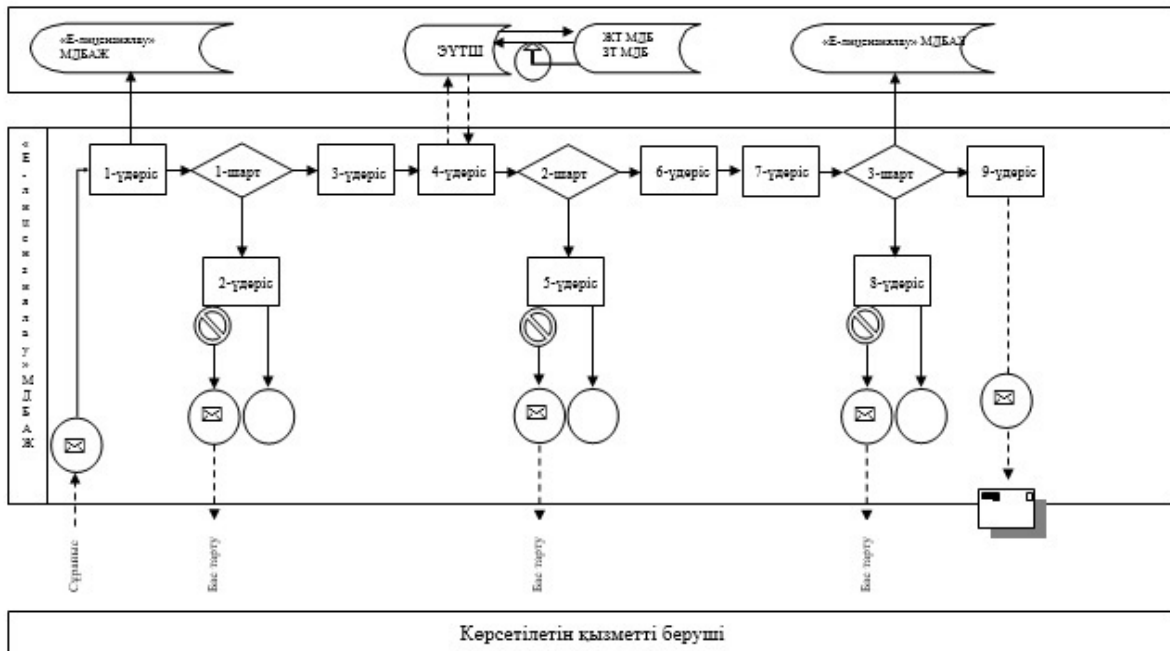 «Е-лицензиялау»
МДБАЖ
ЭҮТШ
ЖТ МДБ
ЗТ МДБ
«Е-лицензиялау» МДБАЖ
«Е-лицензиялау» МДБАЖ
1-үдеріс
1-шарт
3-үдеріс
4-үдеріс
2-шарт
6-үдеріс
7-үдеріс
3-шарт
9-үдеріс
2-үдеріс
5-үдеріс
8-үдеріс
Сұраныс
Бас тарту
Бас тарту
Бас тарту
Көрсетілетін қызметті беруші